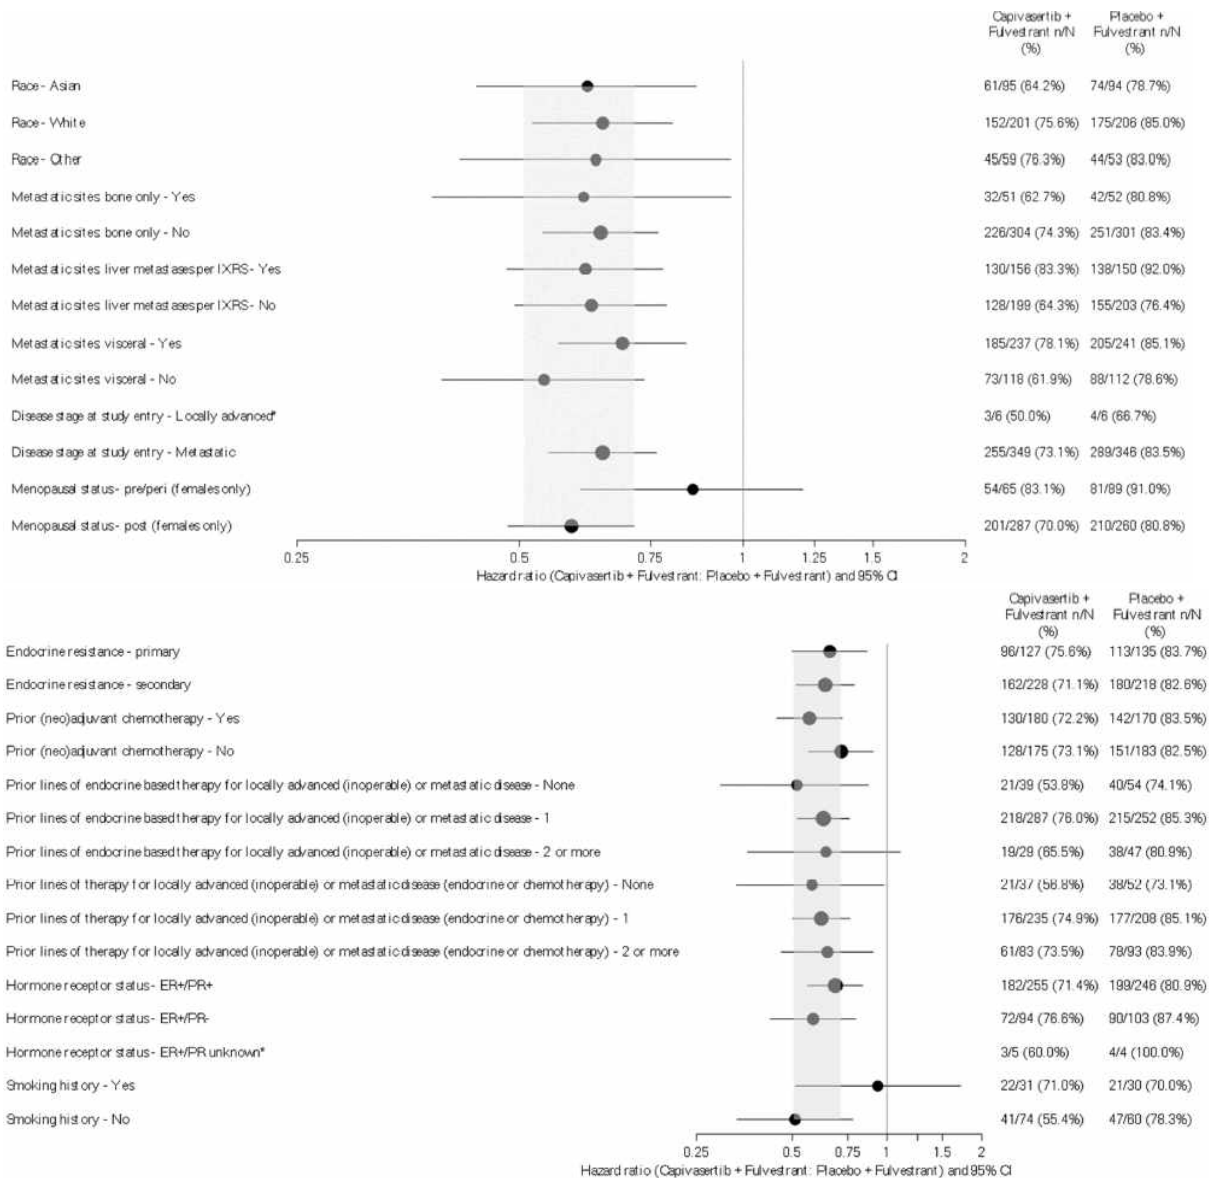 Capivasertib + Placebo +
Fulvestrant n/N Fulvestrant n/N
(%) (%)
Race - Asian 61/95 (64.2%) 74/94 (78.7%)
Race - White 152/201 (75.6%) 175/206 (85.0%)
Race - Other 45/59 (76.3%) 44/53 (83.0%)
Metastatic sites bone only - Yes 32/51 (62.7%) 42/52 (80.8%)
Metastatic sites bone only - No 226/304 (74.3%) 251/301 (83.4%)
Metastatic sites liver metastases per IXRS - Yes 130/156 (83.3%) 138/150 (92.0%)
Metastatic sites liver metastases per IXRS - No 128/199 (64.3%) 155/203 (76.4%)
Metastatic sites visceral - Yes 185/237 (78.1%) 205/241 (85.1%)
Metastatic sites visceral - No 73/118 (61.9%) 88/112 (78.6%)
Disease stage at study entry - Locally advanced* 3/6 (50.0%) 4/6 (66.7%)
Disease stage at study entry - Metastatic 255/349 (73.1%) 289/346 (83.5%)
Menopausal status - pre/peri (females only) 54/65 (83.1%) 81/89 (91.0%)
Menopausal status - post (females only) 201/287 (70.0%) 210/260 (80.8%)
0.25 0.5 0.75 1 1.25 1.5 2
Hazard ratio (Capivasertib + Fulvestrant: Placebo + Fulvestrant) and 95% CI
Capivasertib + Placebo +
Fulvestrant n/N Fulvestrant n/N
(%) (%)
Endocrine resistance - primary 96/127 (75.6%) 113/135 (83.7%)
Endocrine resistance - secondary 162/228 (71.1%) 180/218 (82.6%)
Prior (neo)adjuvant chemotherapy - Yes 130/180 (72.2%) 142/170 (83.5%)
Prior (neo)adjuvant chemotherapy - No 128/175 (73.1%) 151/183 (82.5%)
Prior lines of endocrine based therapy for locally advanced (inoperable) or metastatic disease - None 21/39 (53.8%) 40/54 (74.1%)
Prior lines of endocrine based therapy for locally advanced (inoperable) or metastatic disease - 1 218/287 (76.0%) 215/252 (85.3%)
Prior lines of endocrine based therapy for locally advanced (inoperable) or metastatic disease - 2 or more 19/29 (65.5%) 38/47 (80.9%)
Prior lines of therapy for locally advanced (inoperable) or metastatic disease (endocrine or chemotherapy) - None 21/37 (56.8%) 38/52 (73.1%)
Prior lines of therapy for locally advanced (inoperable) or metastatic disease (endocrine or chemotherapy) - 1 176/235 (74.9%) 177/208 (85.1%)
Prior lines of therapy for locally advanced (inoperable) or metastatic disease (endocrine or chemotherapy) - 2 or more 61/83 (73.5%) 78/93 (83.9%)
Hormone receptor status - ER+/PR+ 182/255 (71.4%) 199/246 (80.9%)
Hormone receptor status - ER+/PR- 72/94 (76.6%) 90/103 (87.4%)
Hormone receptor status - ER+/PR unknown* 3/5 (60.0%) 4/4 (100.0%)
Smoking history - Yes 22/31 (71.0%) 21/30 (70.0%)
Smoking history - No 41/74 (55.4%) 47/60 (78.3%)
0.25 0.5 0.75 1 1.5 2
Hazard ratio (Capivasertib + Fulvestrant: Placebo + Fulvestrant) and 95% CI